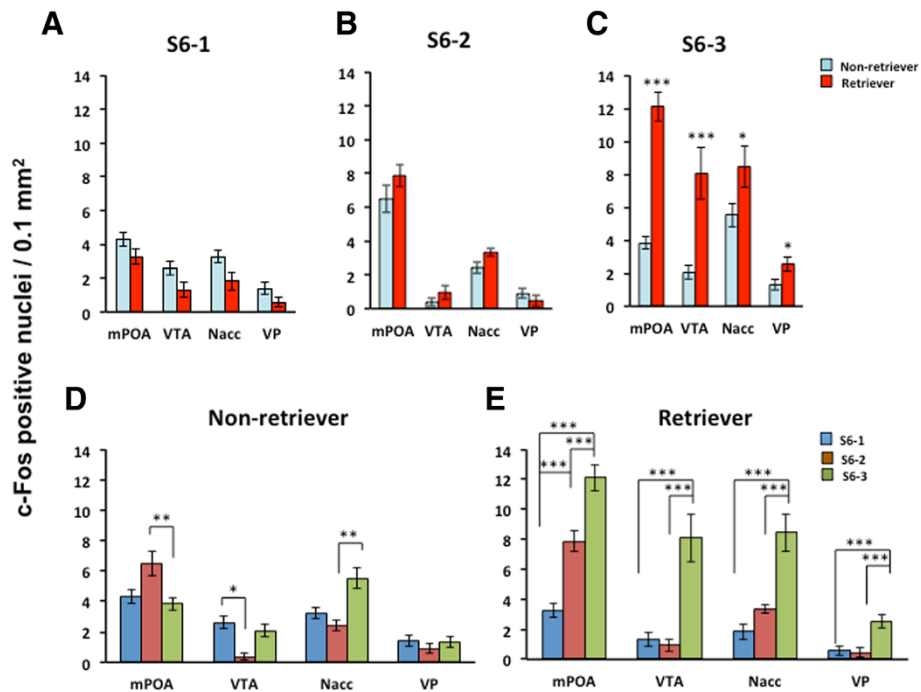 A
S6-1
14
12
10
8
6
4
2
0
mPOA VTA Nacc VP
B
S6-2
14
12
10
8
6
4
2
0
mPOA VTA Nacc VP
C
S6-3
14
12
10
8
6
4
2
0
*** *** * *
mPOA VTA Nacc VP
Non-retriever
Retriever
c-Fos positive nuclei / 0.1 mm²
D
Non-retriever
14
12
10
8
6
4
2
0
** * **
mPOA VTA Nacc VP
E
Retriever
14
12
10
8
6
4
2
0
***
***
***
***
***
***
***
***
***
mPOA VTA Nacc VP
S6-1
S6-2
S6-3